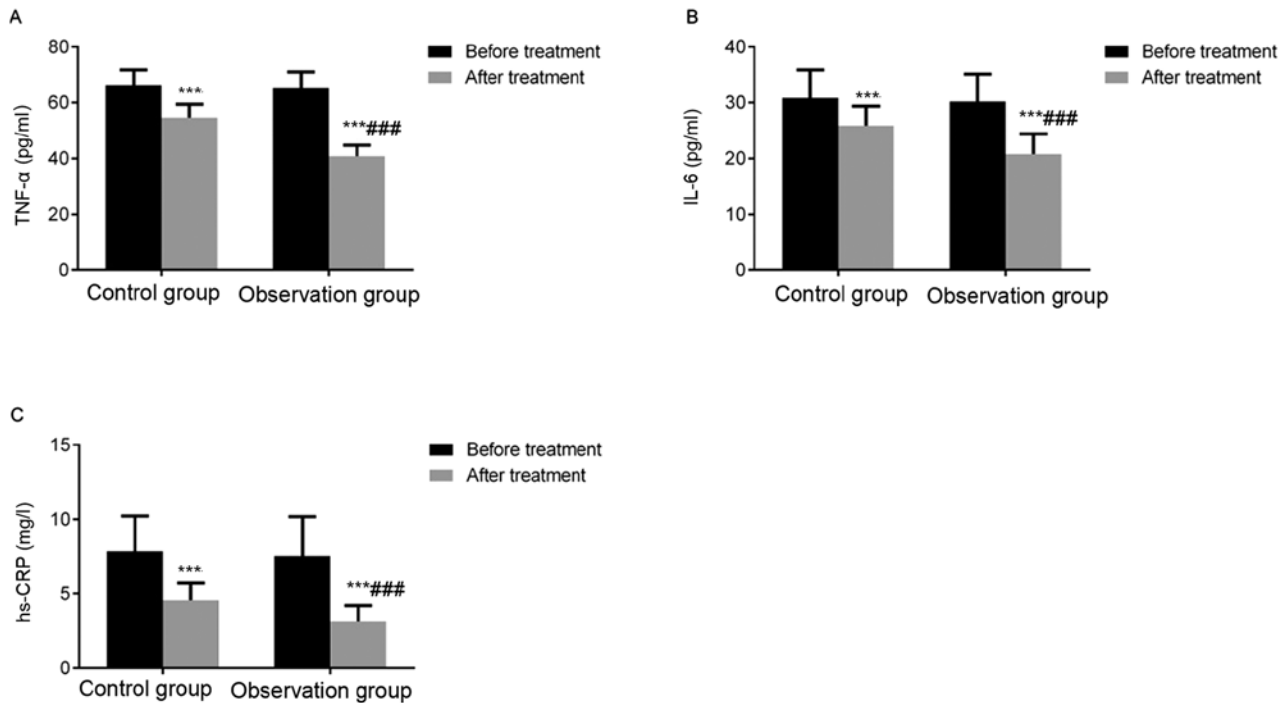 A
TNF-α (pg/ml)
80
60
40
20
0
***
***###
Control group
Observation group
Before treatment
After treatment
B
IL-6 (pg/ml)
40
30
20
10
0
***
***###
Control group
Observation group
Before treatment
After treatment
C
hs-CRP (mg/l)
15
10
5
0
***
***###
Control group
Observation group
Before treatment
After treatment